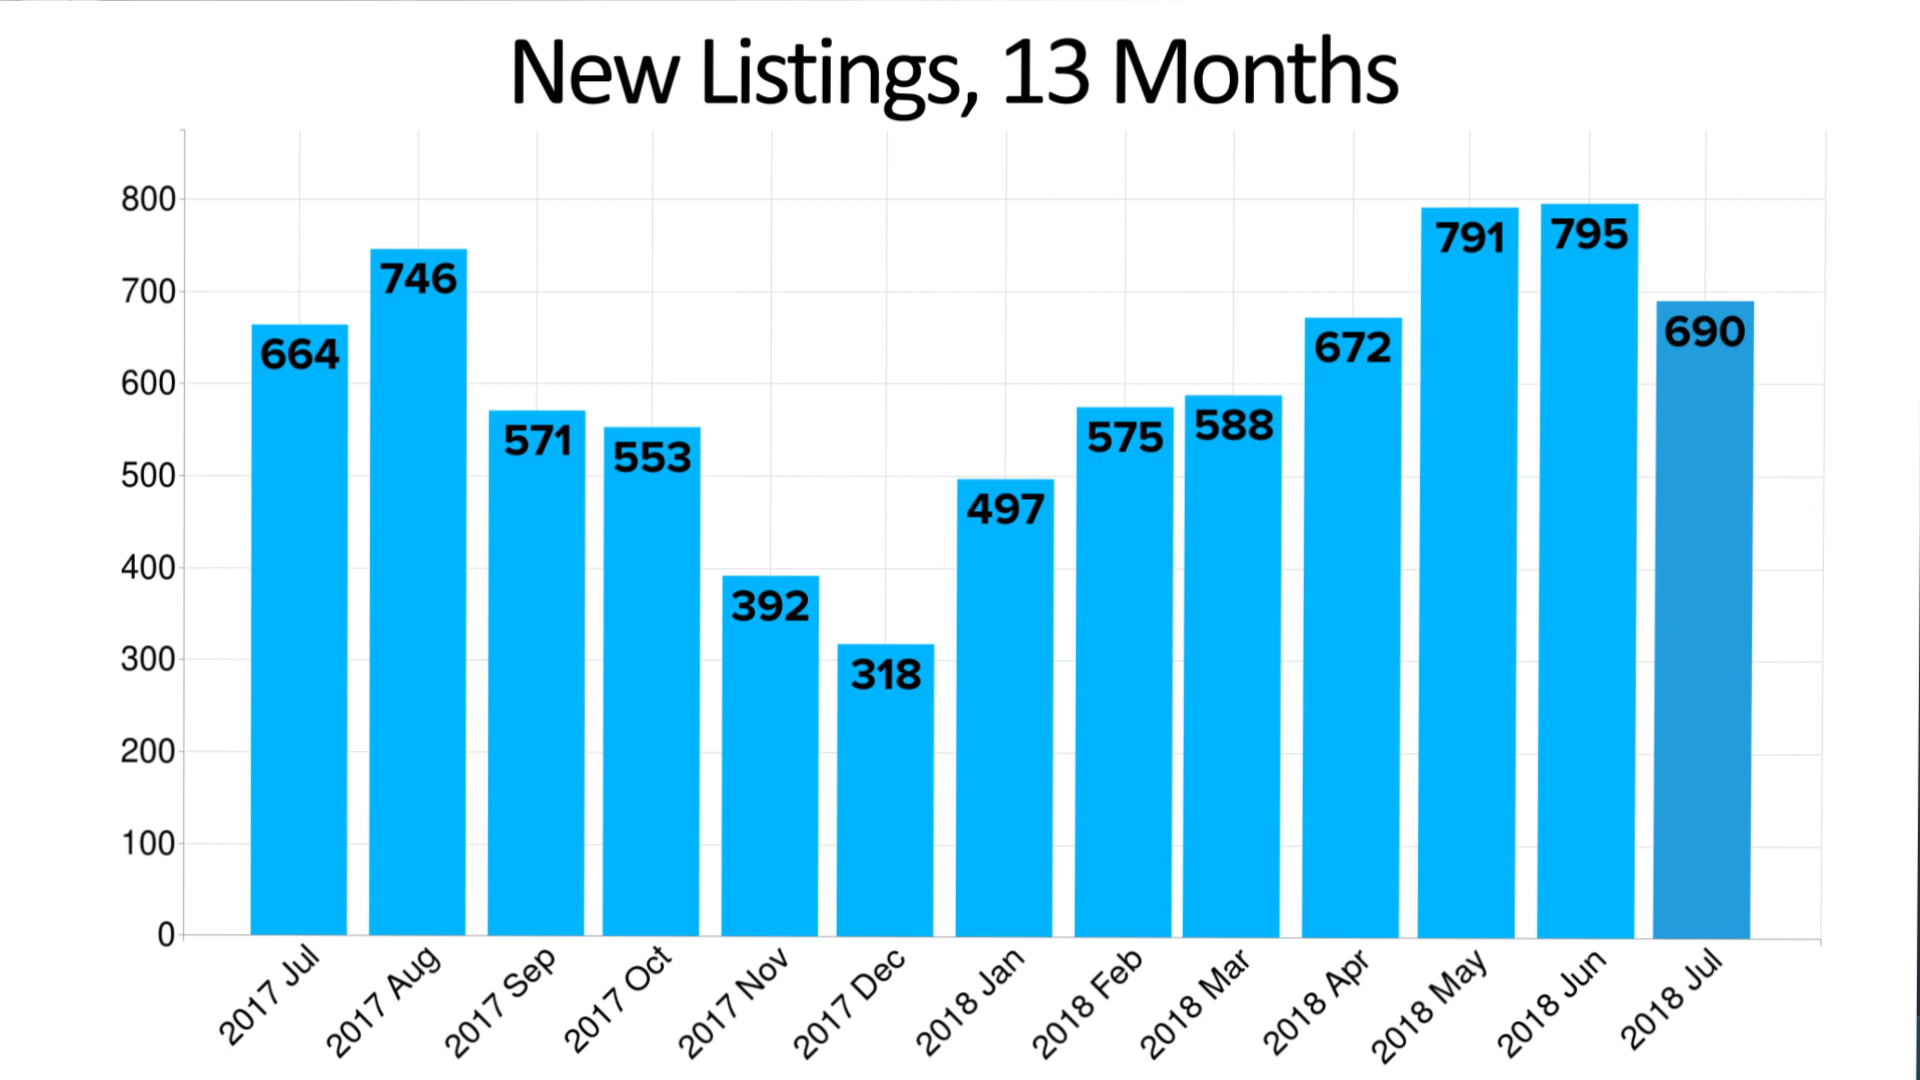 New Listings, 13 Months
800
700
600
500
400
300
200
100
0
664
746
571
553
392
318
497
575
588
672
791
795
690
2017 Jul
2017 Aug
2017 Sep
2017 Oct
2017 Nov
2017 Dec
2018 Jan
2018 Feb
2018 Mar
2018 Apr
2018 May
2018 Jun
2018 Jul